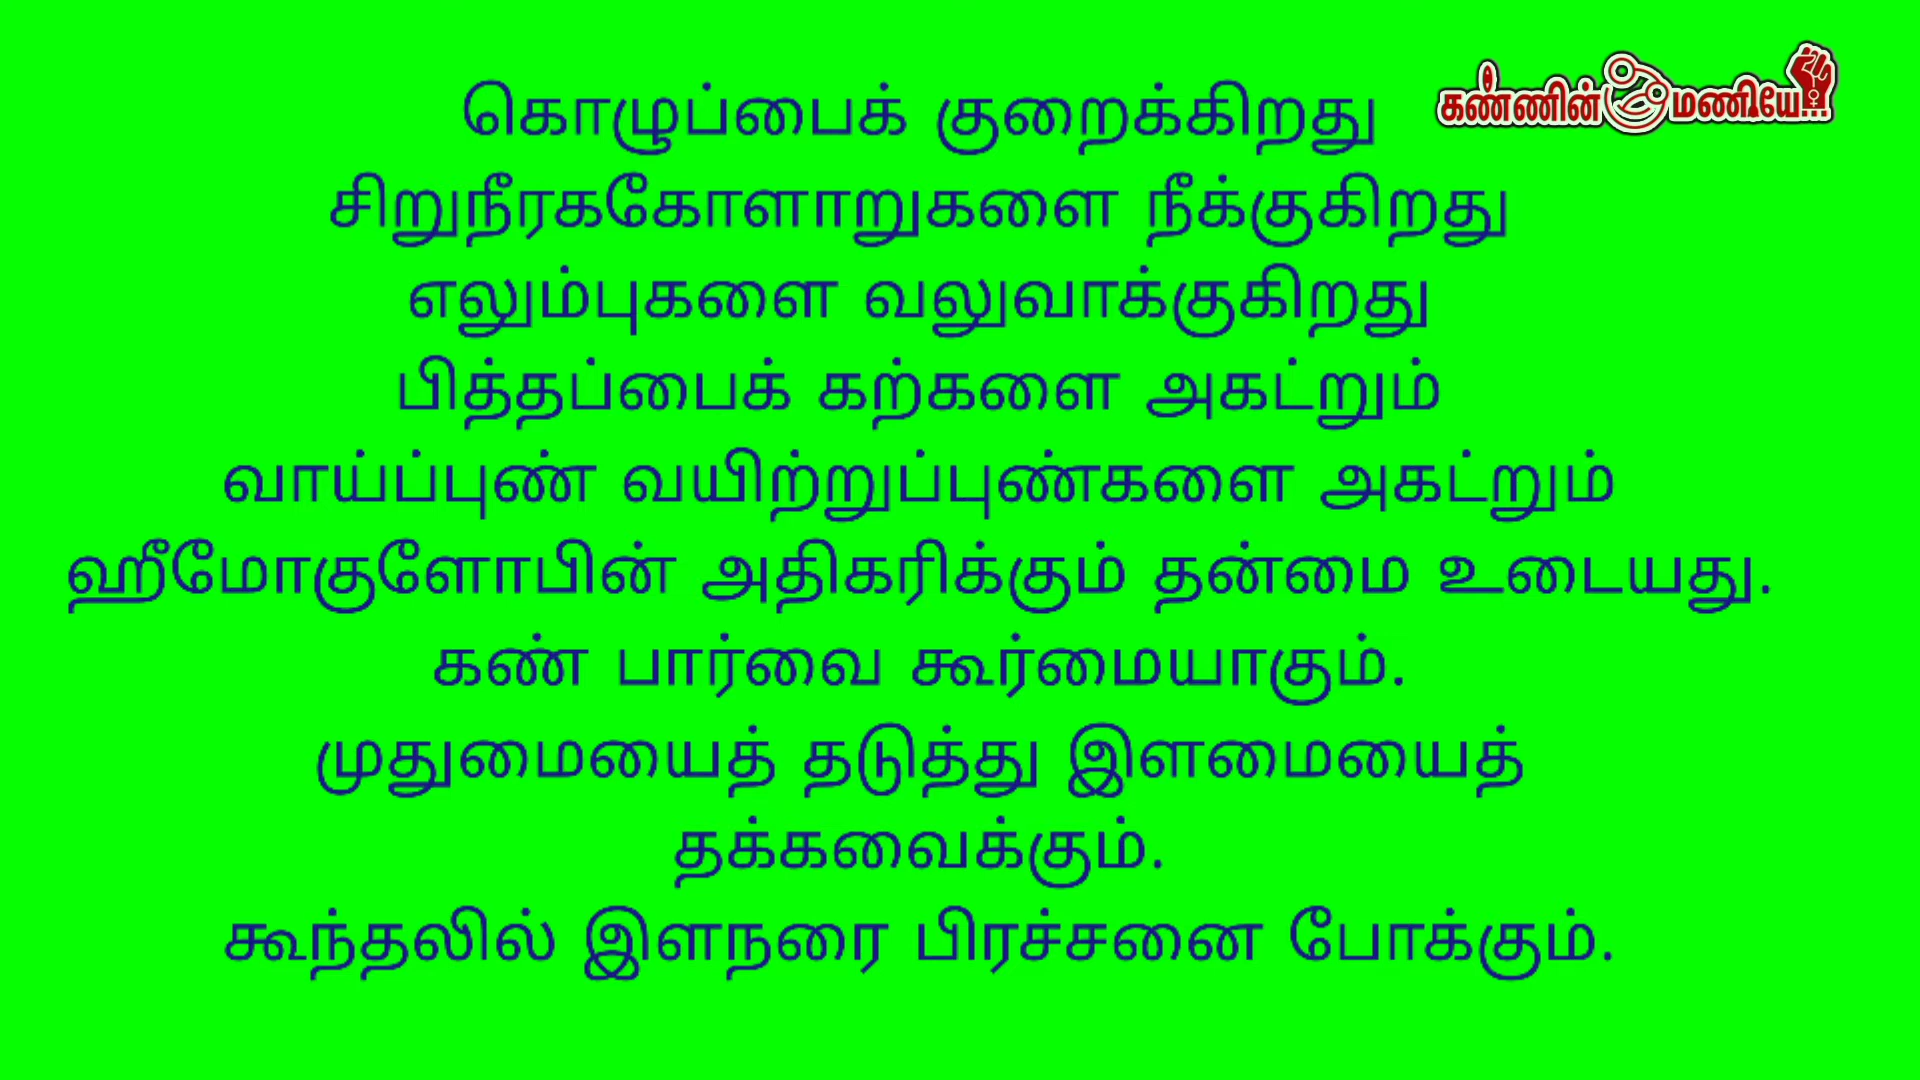 கண்ணின் மணியே...
கொழுப்பைக் குறைக்கிறது
சிறுநீரககோளாறுகளை நீக்குகிறது
எலும்புகளை வலுவாக்குகிறது
பித்தப்பைக் கற்களை அகட்றும்
வாய்ப்புண் வயிற்றுப்புண்களை அகட்றும்
ஹீமோகுளோபின் அதிகரிக்கும் தன்மை உடையது.
கண் பார்வை கூர்மையாகும்.
முதுமையைத் தடுத்து இளமையைத்
தக்கவைக்கும்.
கூந்தலில் இளநரை பிரச்சனை போக்கும்.